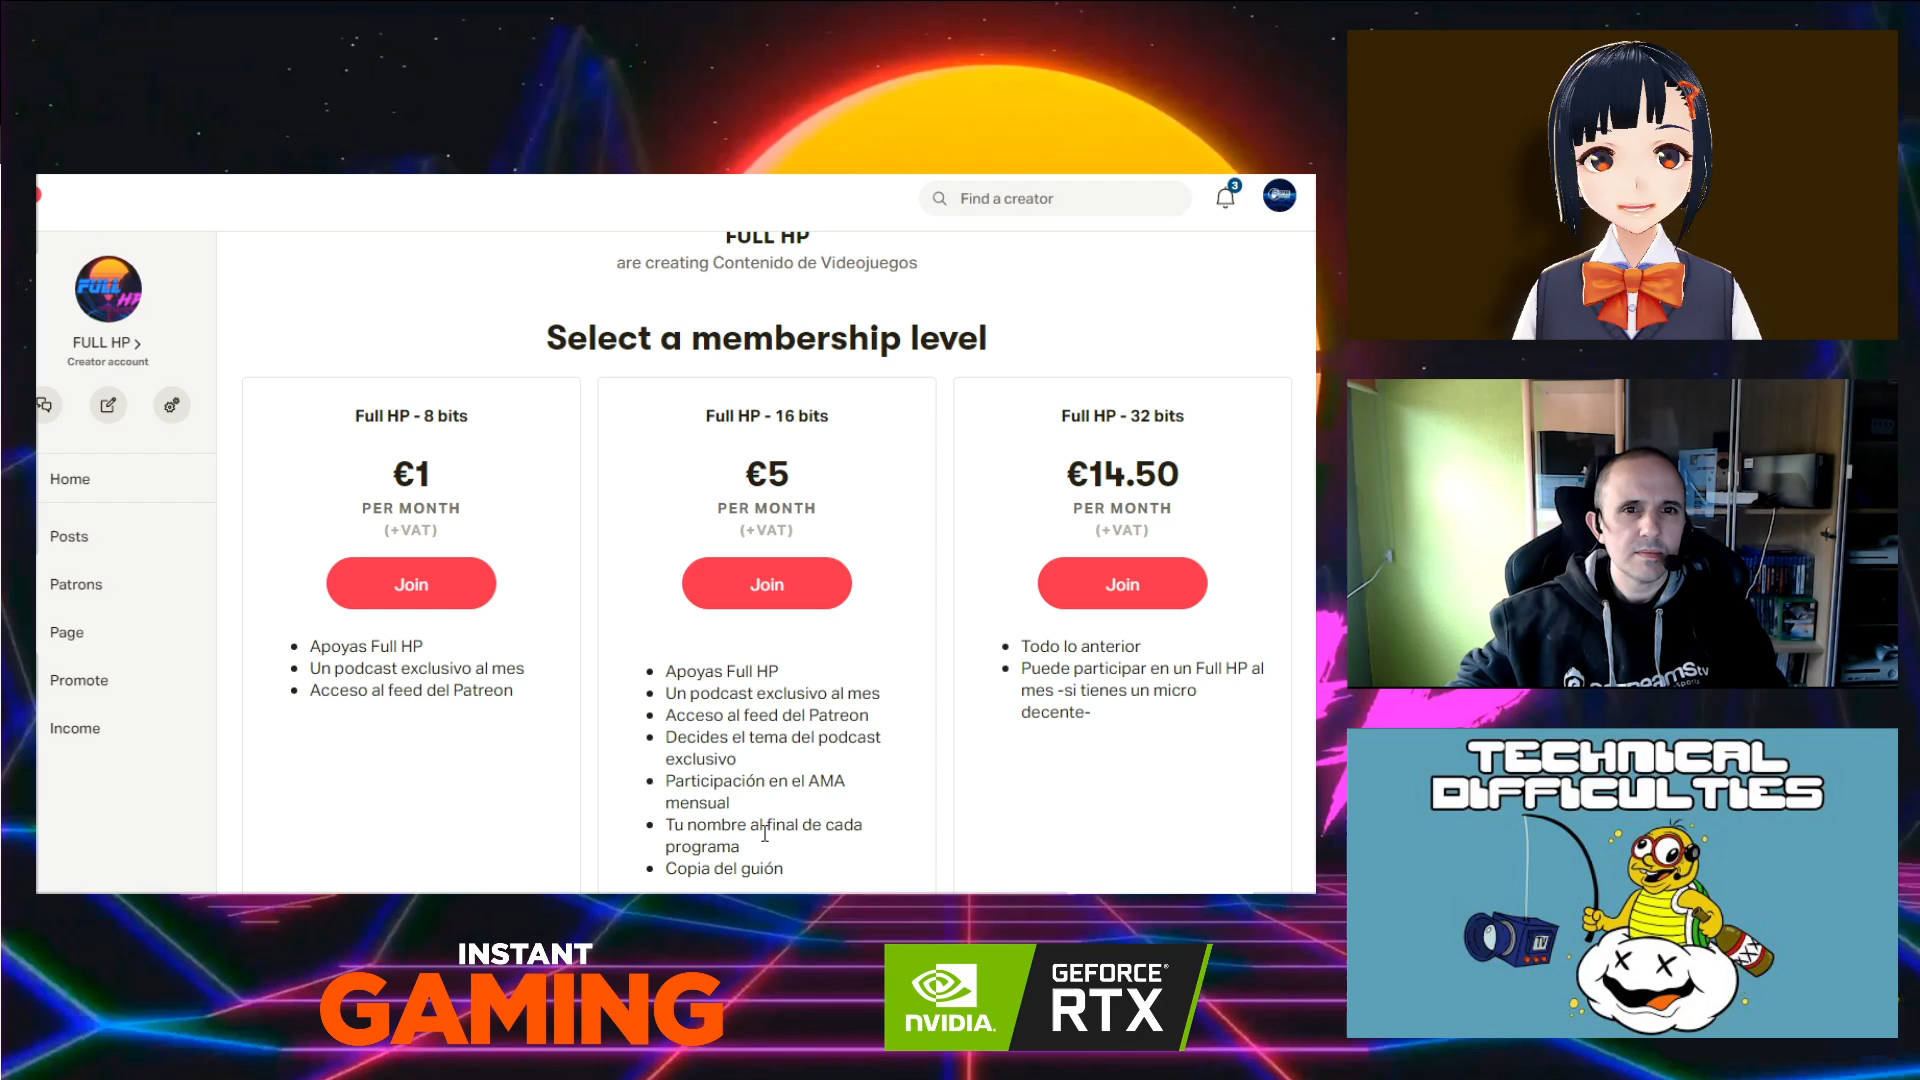 Find a creator
3
FULL HP
are creating Contenido de Videojuegos
FULL HP
FULL HP
Creator account
Home
Posts
Patrons
Page
Promote
Income
Select a membership level
Full HP - 8 bits
€1
PER MONTH
(+VAT)
Join
Apoyas Full HP
Un podcast exclusivo al mes
Acceso al feed del Patreon
Full HP - 16 bits
€5
PER MONTH
(+VAT)
Join
Apoyas Full HP
Un podcast exclusivo al mes
Acceso al feed del Patreon
Decides el tema del podcast
exclusivo
Participación en el AMA
mensual
Tu nombre al final de cada
programa
Copia del guión
Full HP - 32 bits
€14.50
PER MONTH
(+VAT)
Join
Todo lo anterior
Puede participar en un Full HP al
mes -si tienes un micro
decente-
TECHNICAL
DIFFICULTIES
TV
XX
INSTANT
GAMING
NVIDIA.
GEFORCE®
RTX